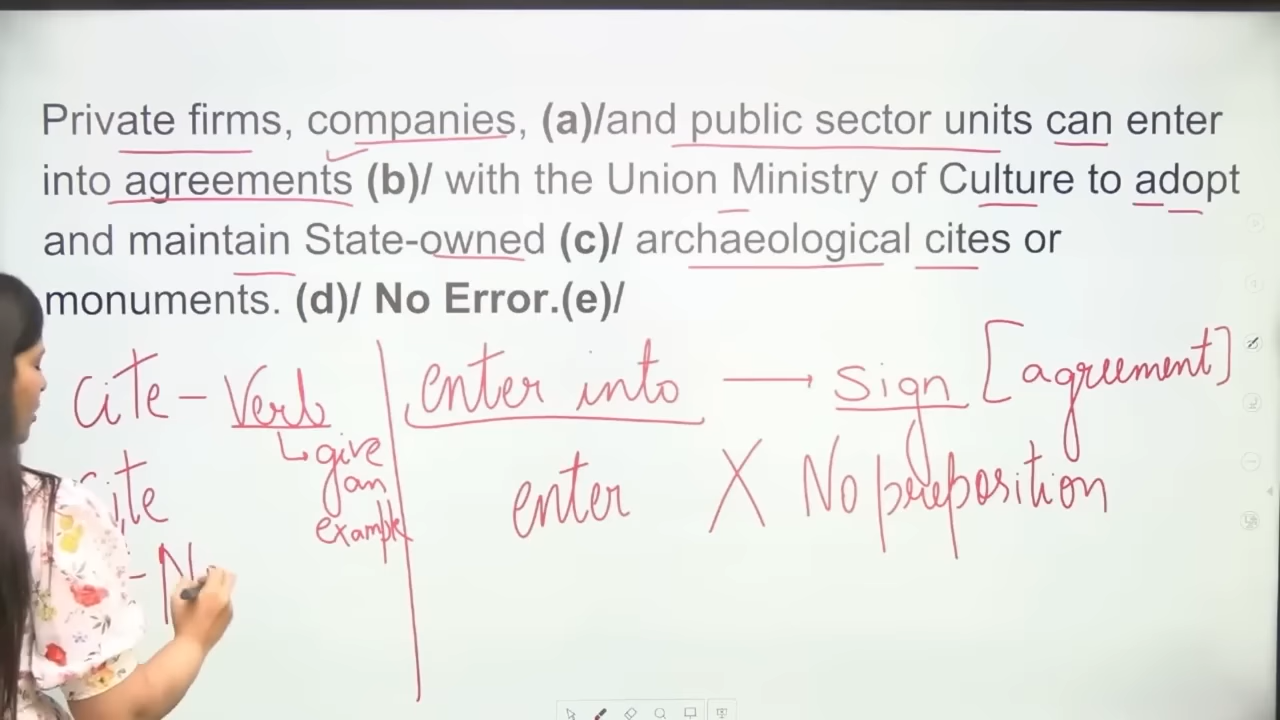 Private firms, companies, (a)/and public sector units can enter
into agreements (b)/ with the Union Ministry of Culture to adopt
and maintain State-owned (c)/ archaeological cites or
monuments. (d)/ No Error.(e)/
Cite - Verb
give
an
example
enter into → Sign [agreement]
enter X No preposition
- N